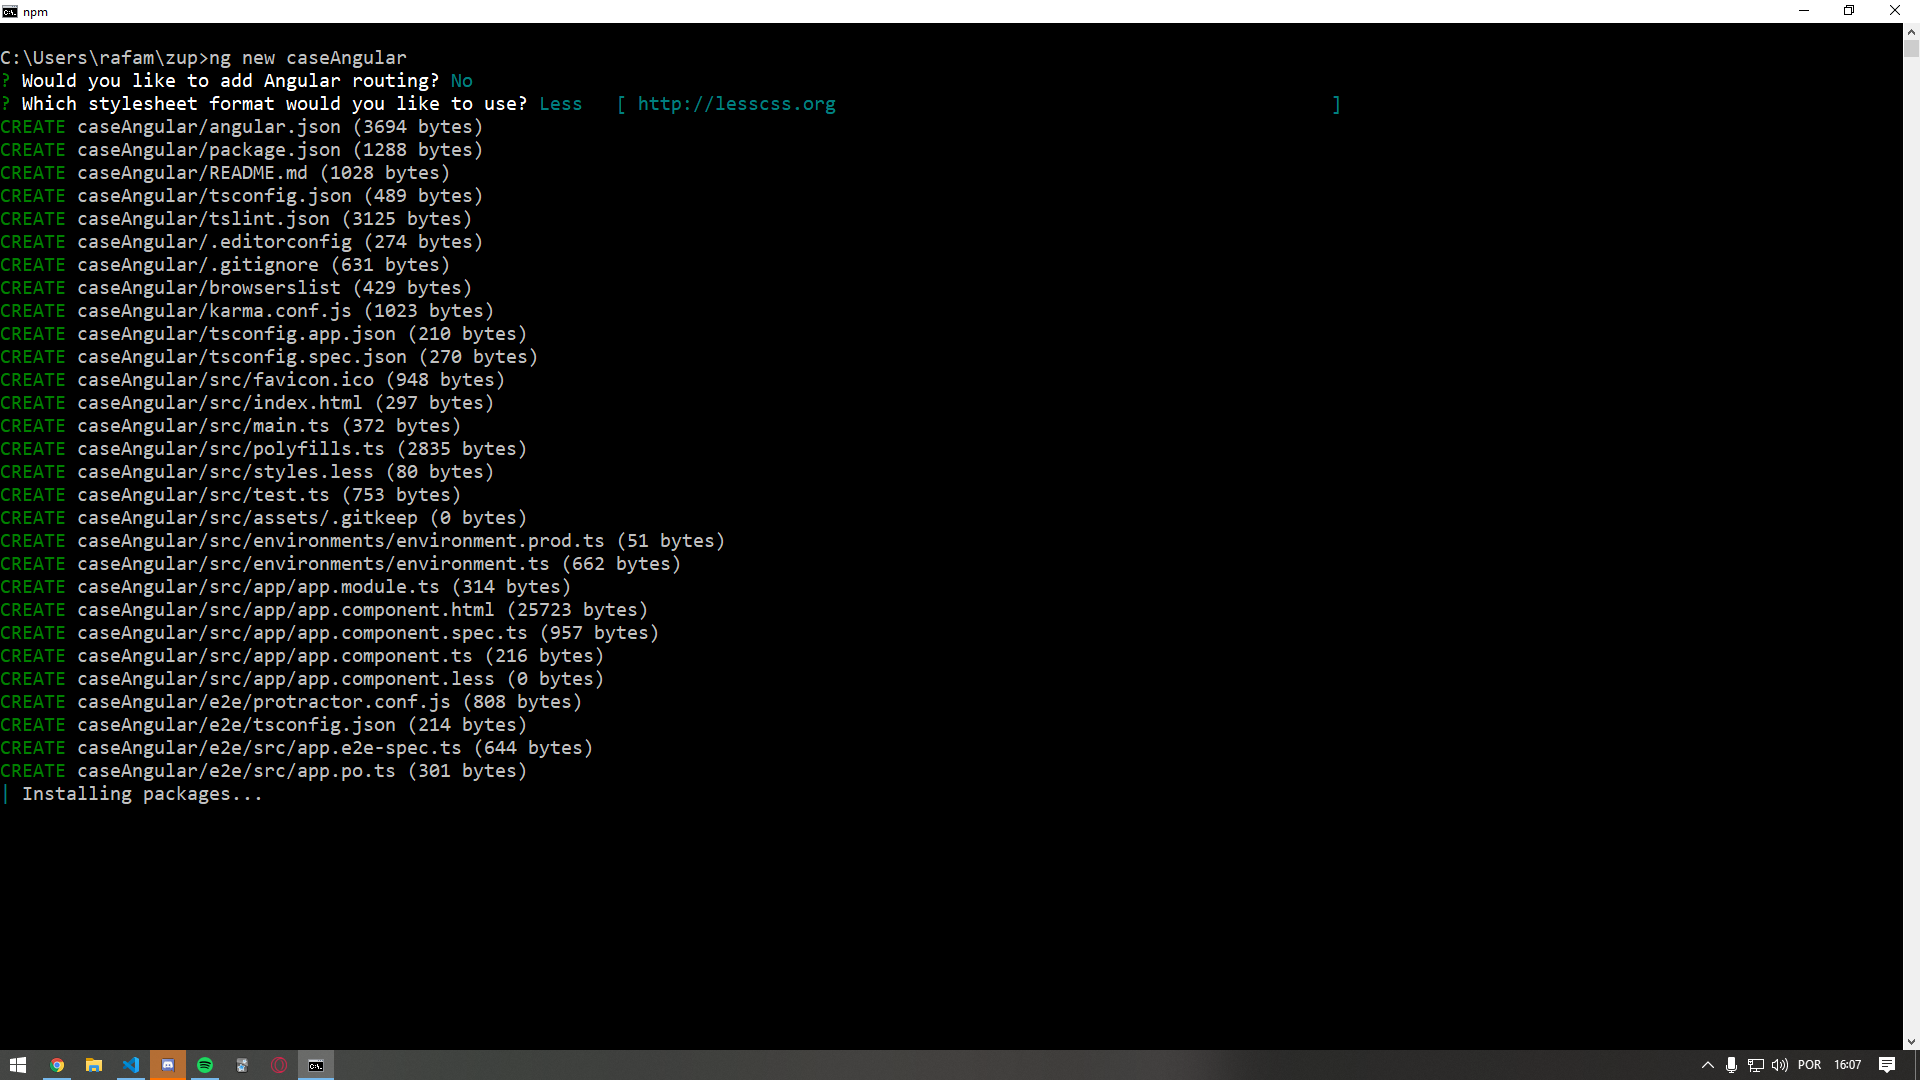 npm
C:\Users\rafam\zup>ng new caseAngular
? Would you like to add Angular routing? No
? Which stylesheet format would you like to use? Less   [ http://lesscss.org                                             ]
CREATE caseAngular/angular.json (3694 bytes)
CREATE caseAngular/package.json (1288 bytes)
CREATE caseAngular/README.md (1028 bytes)
CREATE caseAngular/tsconfig.json (489 bytes)
CREATE caseAngular/tslint.json (3125 bytes)
CREATE caseAngular/.editorconfig (274 bytes)
CREATE caseAngular/.gitignore (631 bytes)
CREATE caseAngular/browserslist (429 bytes)
CREATE caseAngular/karma.conf.js (1023 bytes)
CREATE caseAngular/tsconfig.app.json (210 bytes)
CREATE caseAngular/tsconfig.spec.json (270 bytes)
CREATE caseAngular/src/favicon.ico (948 bytes)
CREATE caseAngular/src/index.html (297 bytes)
CREATE caseAngular/src/main.ts (372 bytes)
CREATE caseAngular/src/polyfills.ts (2835 bytes)
CREATE caseAngular/src/styles.less (80 bytes)
CREATE caseAngular/src/test.ts (753 bytes)
CREATE caseAngular/src/assets/.gitkeep (0 bytes)
CREATE caseAngular/src/environments/environment.prod.ts (51 bytes)
CREATE caseAngular/src/environments/environment.ts (662 bytes)
CREATE caseAngular/src/app/app.module.ts (314 bytes)
CREATE caseAngular/src/app/app.component.html (25723 bytes)
CREATE caseAngular/src/app/app.component.spec.ts (957 bytes)
CREATE caseAngular/src/app/app.component.ts (216 bytes)
CREATE caseAngular/src/app/app.component.less (0 bytes)
CREATE caseAngular/e2e/protractor.conf.js (808 bytes)
CREATE caseAngular/e2e/tsconfig.json (214 bytes)
CREATE caseAngular/e2e/src/app.e2e-spec.ts (644 bytes)
CREATE caseAngular/e2e/src/app.po.ts (301 bytes)
| Installing packages...
POR 16:07